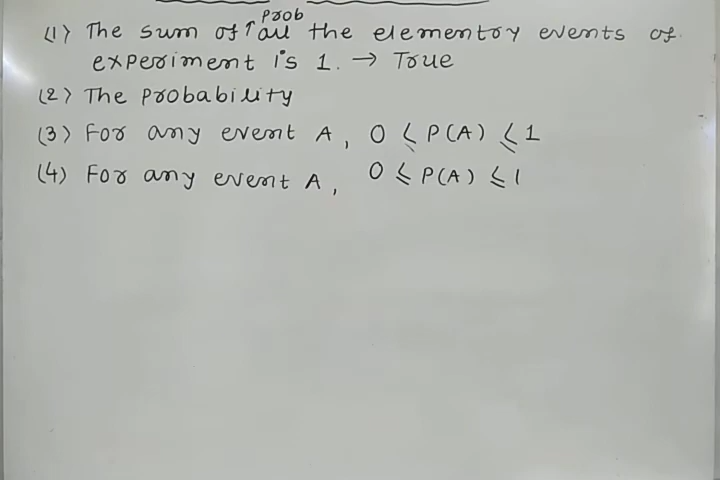 prob
(1) The sum of ↑ all the elementory events of
experiment is 1. → True
(2) The Probability
(3) For any event A, 0 ≤ P(A) ≤ 1
(4) For any event A, 0 ≤ P(A) ≤ 1